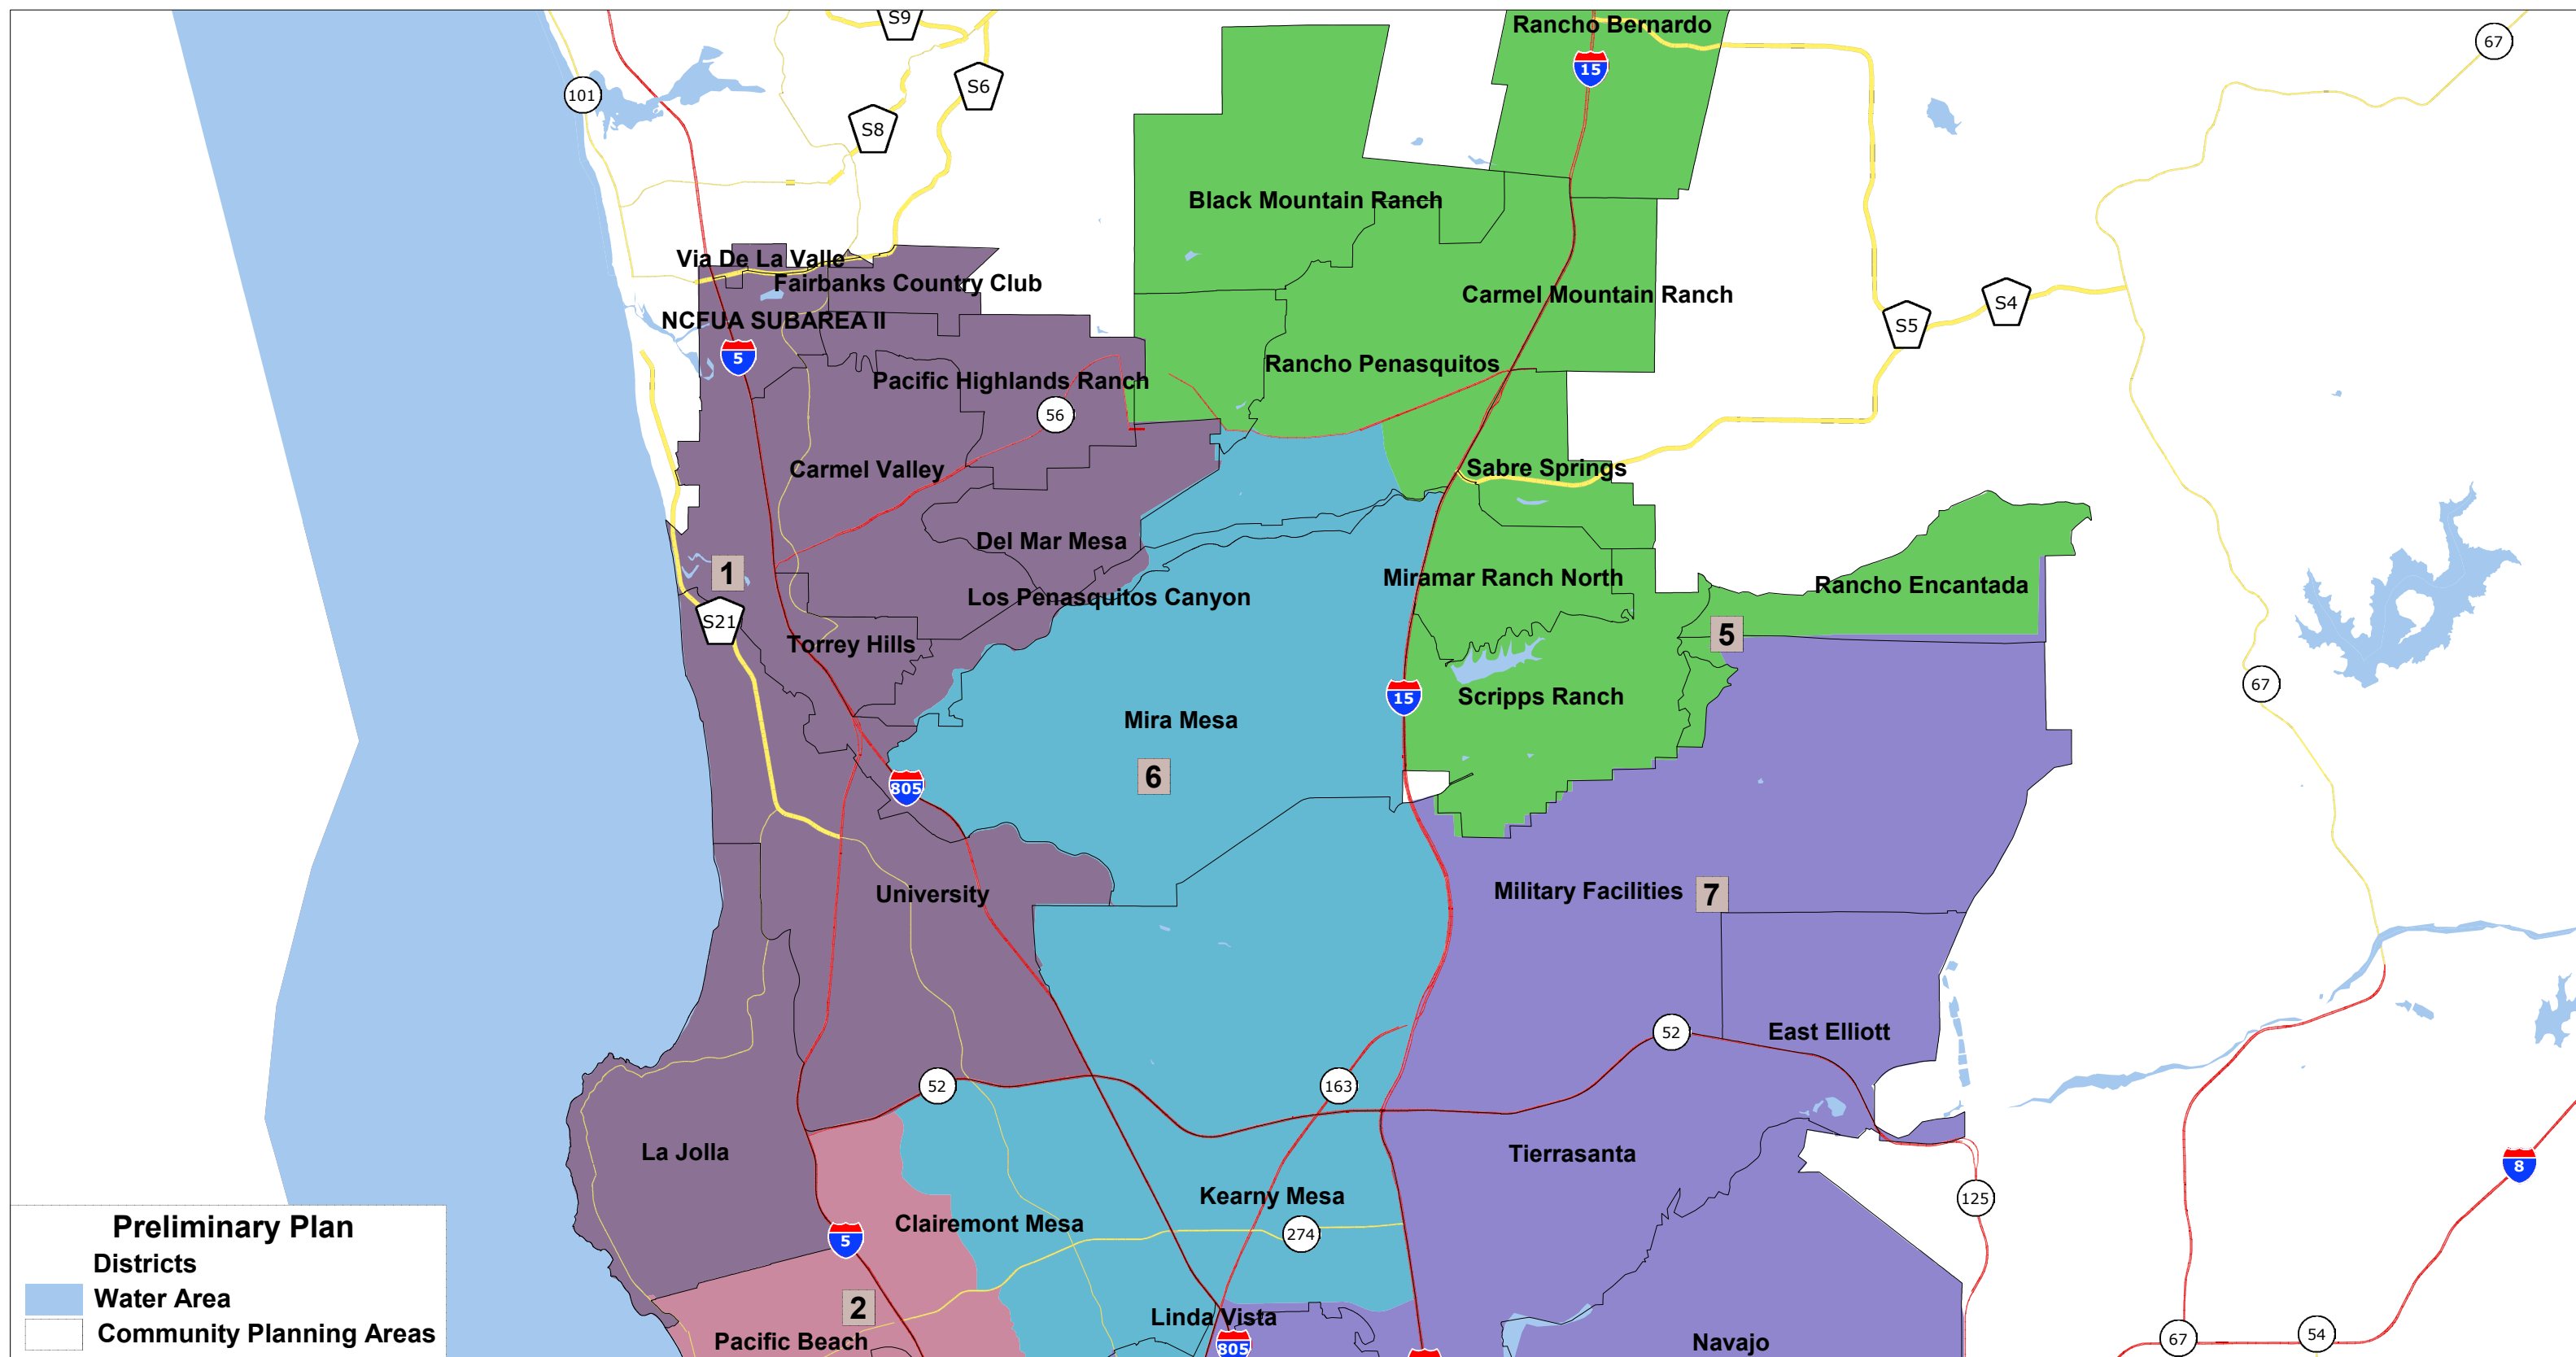 S9
Rancho Bernardo
67
15
S6
101
S8
Black Mountain Ranch
Via De La Valle
Fairbanks Country Club
Carmel Mountain Ranch
S4
NCFUA SUBAREA II
S5
5
Rancho Penasquitos
Pacific Highlands Ranch
56
Carmel Valley
Sabre Springs
Del Mar Mesa
1
Miramar Ranch North
Rancho Encantada
Los Penasquitos Canyon
S21
5
Torrey Hills
67
15
Scripps Ranch
Mira Mesa
6
805
University
Military Facilities
7
52
East Elliott
52
163
La Jolla
Tierrasanta
8
Kearny Mesa
125
Clairemont Mesa
274
5
Preliminary Plan
Districts
Water Area
Community Planning Areas
2
Linda Vista
Pacific Beach
805
Navajo
67
54